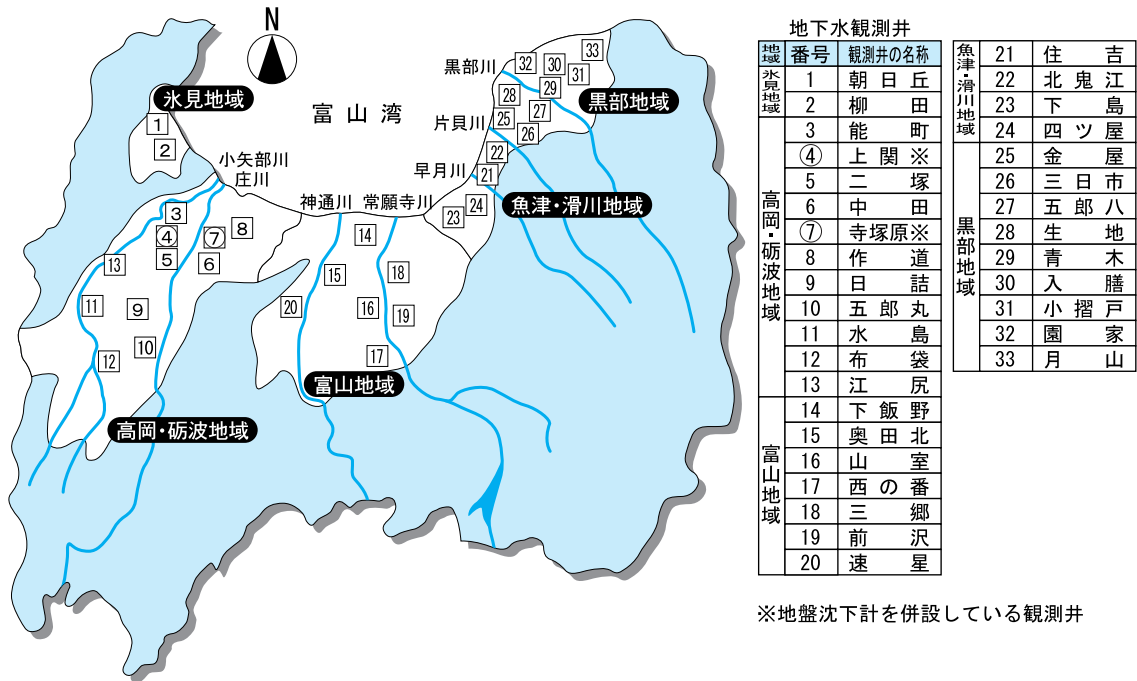 N
氷見地域
1
2
富山湾
小矢部川
庄川
神通川
常願寺川
黒部川
片貝川
早月川
黒部地域
魚津・滑川地域
富山地域
高岡・砺波地域
3
④
5
6
⑦
8
9
10
11
12
13
14
15
16
17
18
19
20
21
22
23
24
25
26
27
28
29
30
31
32
33
地下水観測井
地域 番号 観測井の名称
氷見地域
1 朝日丘
2 柳田
高岡・砺波地域
3 能町
④ 上関※
5 二塚
6 中田
⑦ 寺塚原※
8 作道
9 日詰
10 五郎丸
11 水島
12 布袋
13 江尻
富山地域
14 下飯野
15 奥田北
16 山室
17 西の番
18 三郷
19 前沢
20 速星
魚津・滑川地域
21 住吉
22 北鬼江
23 下島
24 四ツ屋
黒部地域
25 金屋
26 三日市
27 五郎八
28 生地
29 青木
30 入膳
31 小摺戸
32 園家
33 月山
※地盤沈下計を併設している観測井